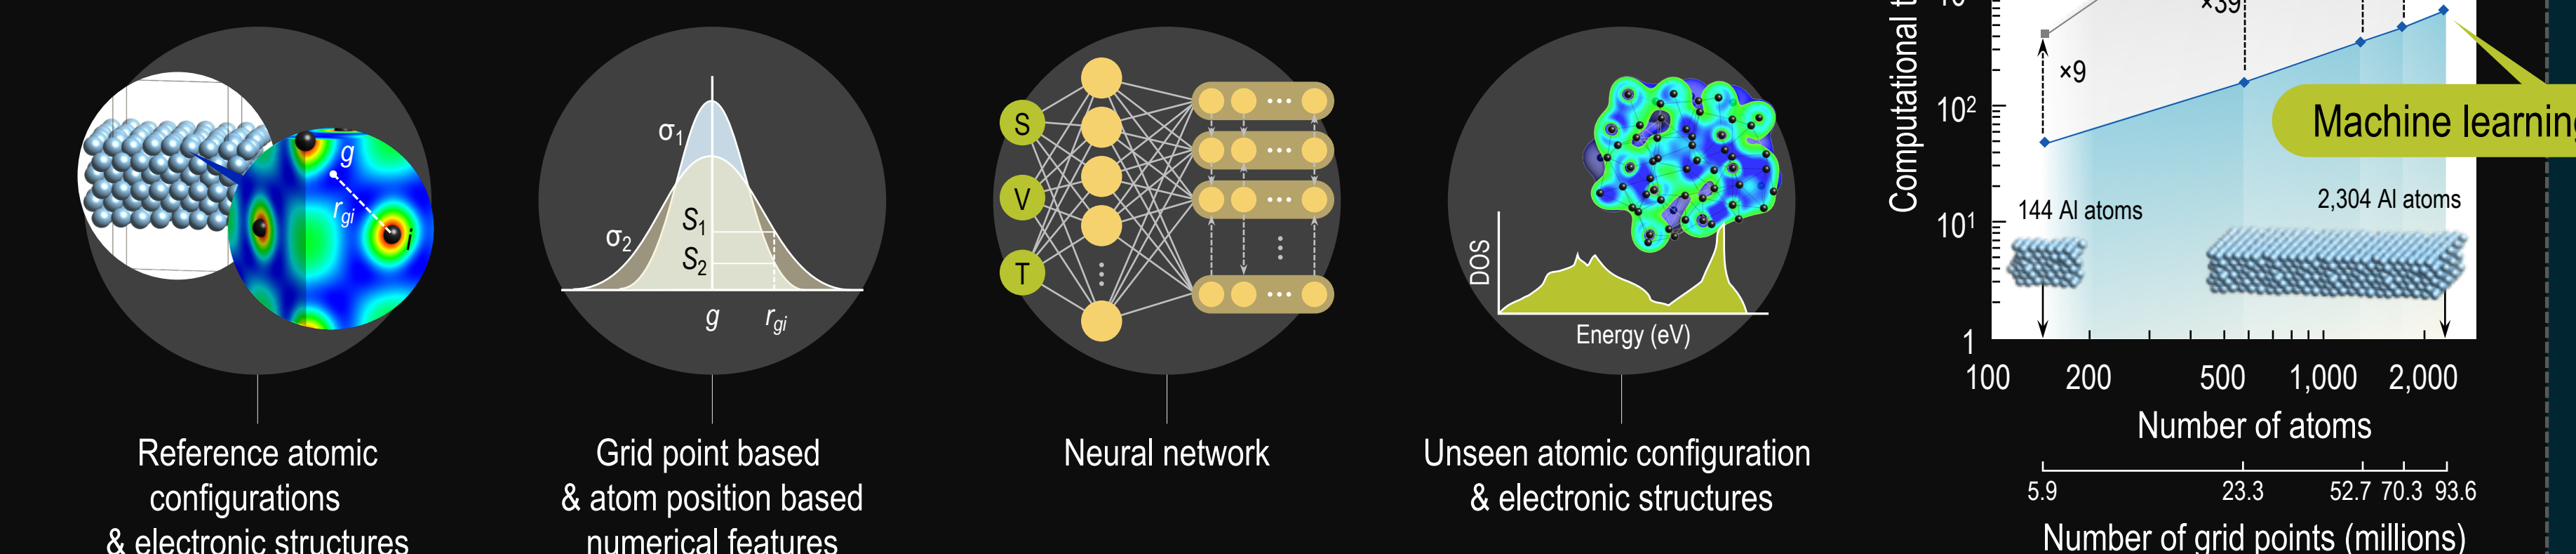 g
r_gi
i
Reference atomic
configurations
& electronic structures
σ₁
σ₂
S₁
S₂
g
r_gi
Grid point based
& atom position based
numerical features
S
V
T
Neural network
DOS
Energy (eV)
Unseen atomic configuration
& electronic structures
Computational
×39
×9
Machine learning
10²
10¹
1
144 Al atoms
2,304 Al atoms
100 200 500 1,000 2,000
Number of atoms
5.9 23.3 52.7 70.3 93.6
Number of grid points (millions)